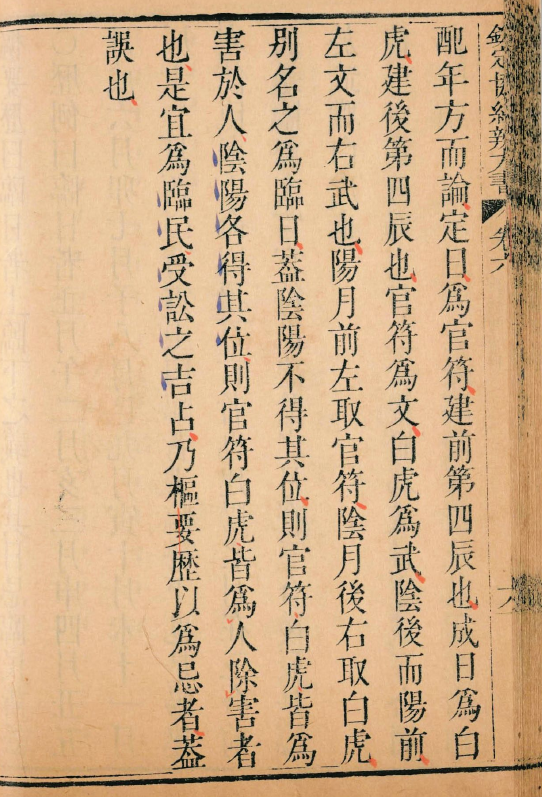 欽定協紀辨方書 卷六
配年方而論定日爲官符建前第四辰也成日爲白
虎建後第四辰也官符爲文白虎爲武陰後而陽前
左文而右武也陽月前左取官符陰月後右取白虎
别名之爲臨日葢陰陽不得其位則官符白虎皆爲
害於人陰陽各得其位則官符白虎皆爲人除害者
也是宜爲臨民受訟之吉占乃樞要歴以爲忌者葢
誤也